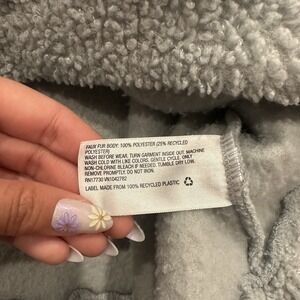 FAUX FUR BODY: 100% POLYESTER (25% RECYCLED
POLYESTER)
WASH BEFORE WEAR. TURN GARMENT INSIDE OUT. MACHINE
WASH COLD WITH LIKE COLORS. GENTLE CYCLE. ONLY
NON-CHLORINE BLEACH IF NEEDED. TUMBLE DRY LOW.
REMOVE PROMPTLY. DO NOT IRON.
RN17730 VN1042782
LABEL MADE FROM 100% RECYCLED PLASTIC